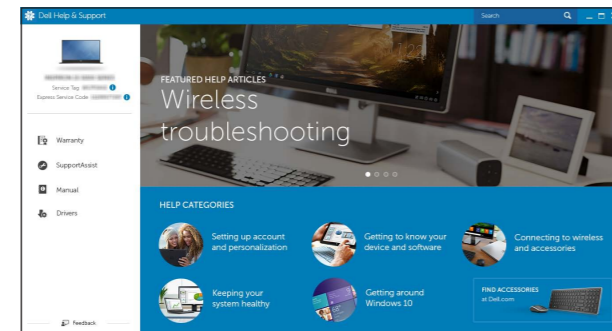 Dell Help & Support
Search
Service Tag:
Express Service Code:
Warranty
SupportAssist
Manual
Drivers
Feedback
FEATURED HELP ARTICLES
Wireless
troubleshooting
HELP CATEGORIES
Setting up account
and personalization
Getting to know your
device and software
Connecting to wireless
and accessories
Keeping your
system healthy
Getting around
Windows 10
FIND ACCESSORIES
at Dell.com